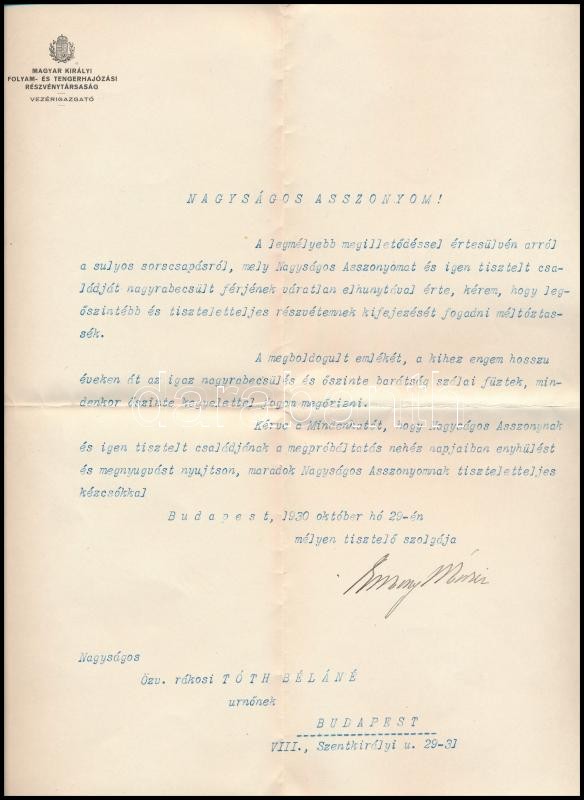 MAGYAR KIRÁLYI
FOLYAM- ÉS TENGERHAJÓZÁSI
RÉSZVÉNYTÁRSASÁG
VEZÉRIGAZGATÓ
NAGYSÁGOS ASSZONYOM!
A legmélyebb megilletődéssel értesülvén arról
a sulyos sorscsapásról, mely Nagyságos Asszonyomat és igen tisztelt csa-
ládját nagyrabecsült férjének váratlan elhunytával érte, kérem, hogy leg-
őszintébb és tiszteletteljes részvétemnek kifejezését fogadni méltóztas-
sék.
A megboldogult emlékét, a kihez engem hosszu
éveken át az igaz nagyrabecsülés és őszinte barátság szálai füztek, min-
denkor őszinte kegyelettel fogom megőrizni.
Kérve a Mindenhatót, hogy Nagyságos Asszonynak
és igen tisztelt családjának a megpróbáltatás nehéz napjaiban enyhülést
és megnyugvást nyujtson, maradok Nagyságos Asszonyomnak tiszteletteljes
kézcsókkal
Budapest, 1930 október hó 29-én
mélyen tisztelő szolgája
Nagyságos
Özv. rákosi TÓTH BÉLÁNÉ
urnőnek
BUDAPEST
VIII., Szentkirályi u. 29-31